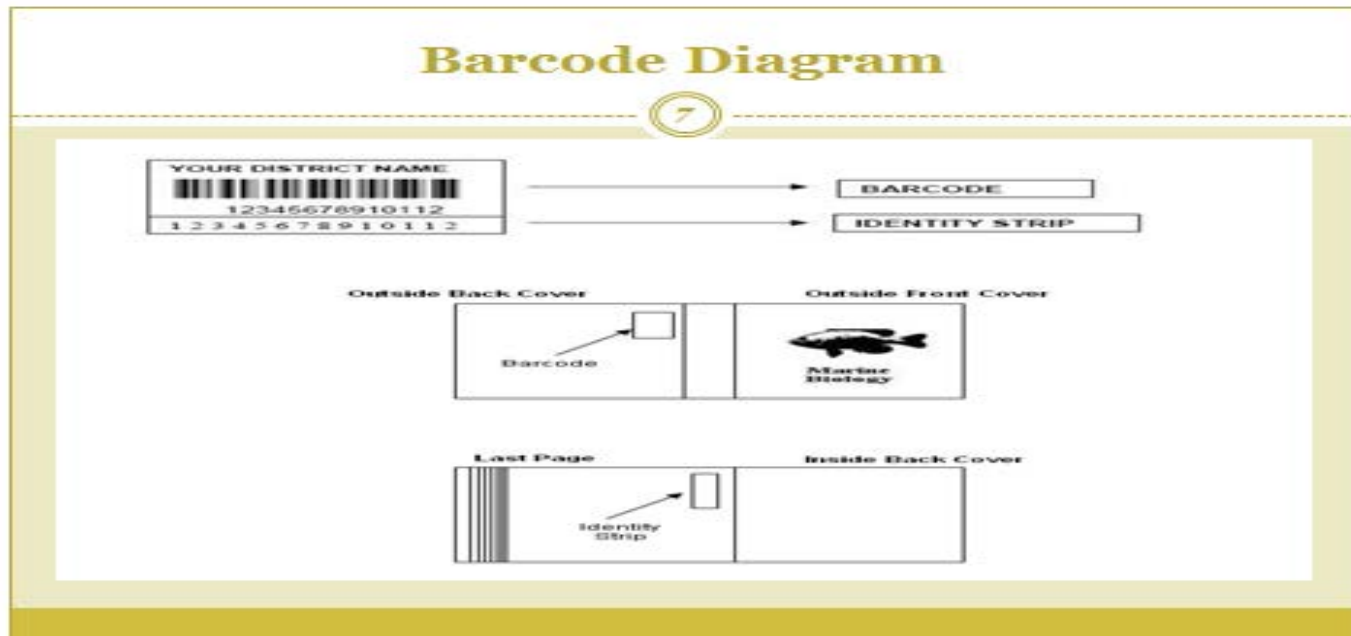 Barcode Diagram
7
YOUR DISTRICT NAME
12345678910112
1 2 3 4 5 6 7 8 9 1 0 1 1 2
BARCODE
IDENTITY STRIP
Outside Back Cover
Outside Front Cover
Barcode
Marine
Biology
Last Page
Inside Back Cover
Identity
Strip